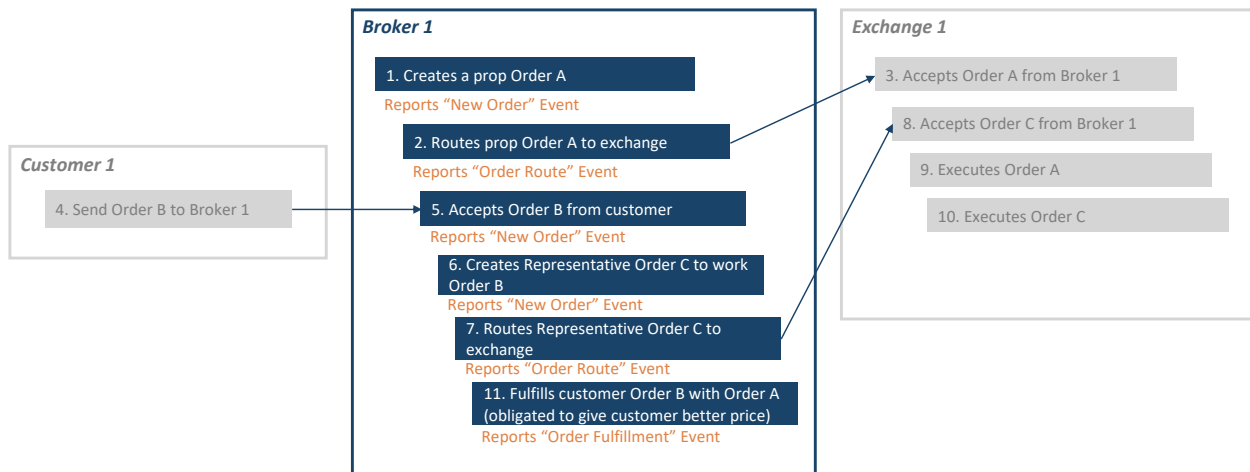 Broker 1
1. Creates a prop Order A
Reports “New Order” Event
2. Routes prop Order A to exchange
Reports “Order Route” Event
Customer 1
4. Send Order B to Broker 1
5. Accepts Order B from customer
Reports “New Order” Event
6. Creates Representative Order C to work
Order B
Reports “New Order” Event
7. Routes Representative Order C to
exchange
Reports “Order Route” Event
11. Fulfills customer Order B with Order A
(obligated to give customer better price)
Reports “Order Fulfillment” Event
Exchange 1
3. Accepts Order A from Broker 1
8. Accepts Order C from Broker 1
9. Executes Order A
10. Executes Order C